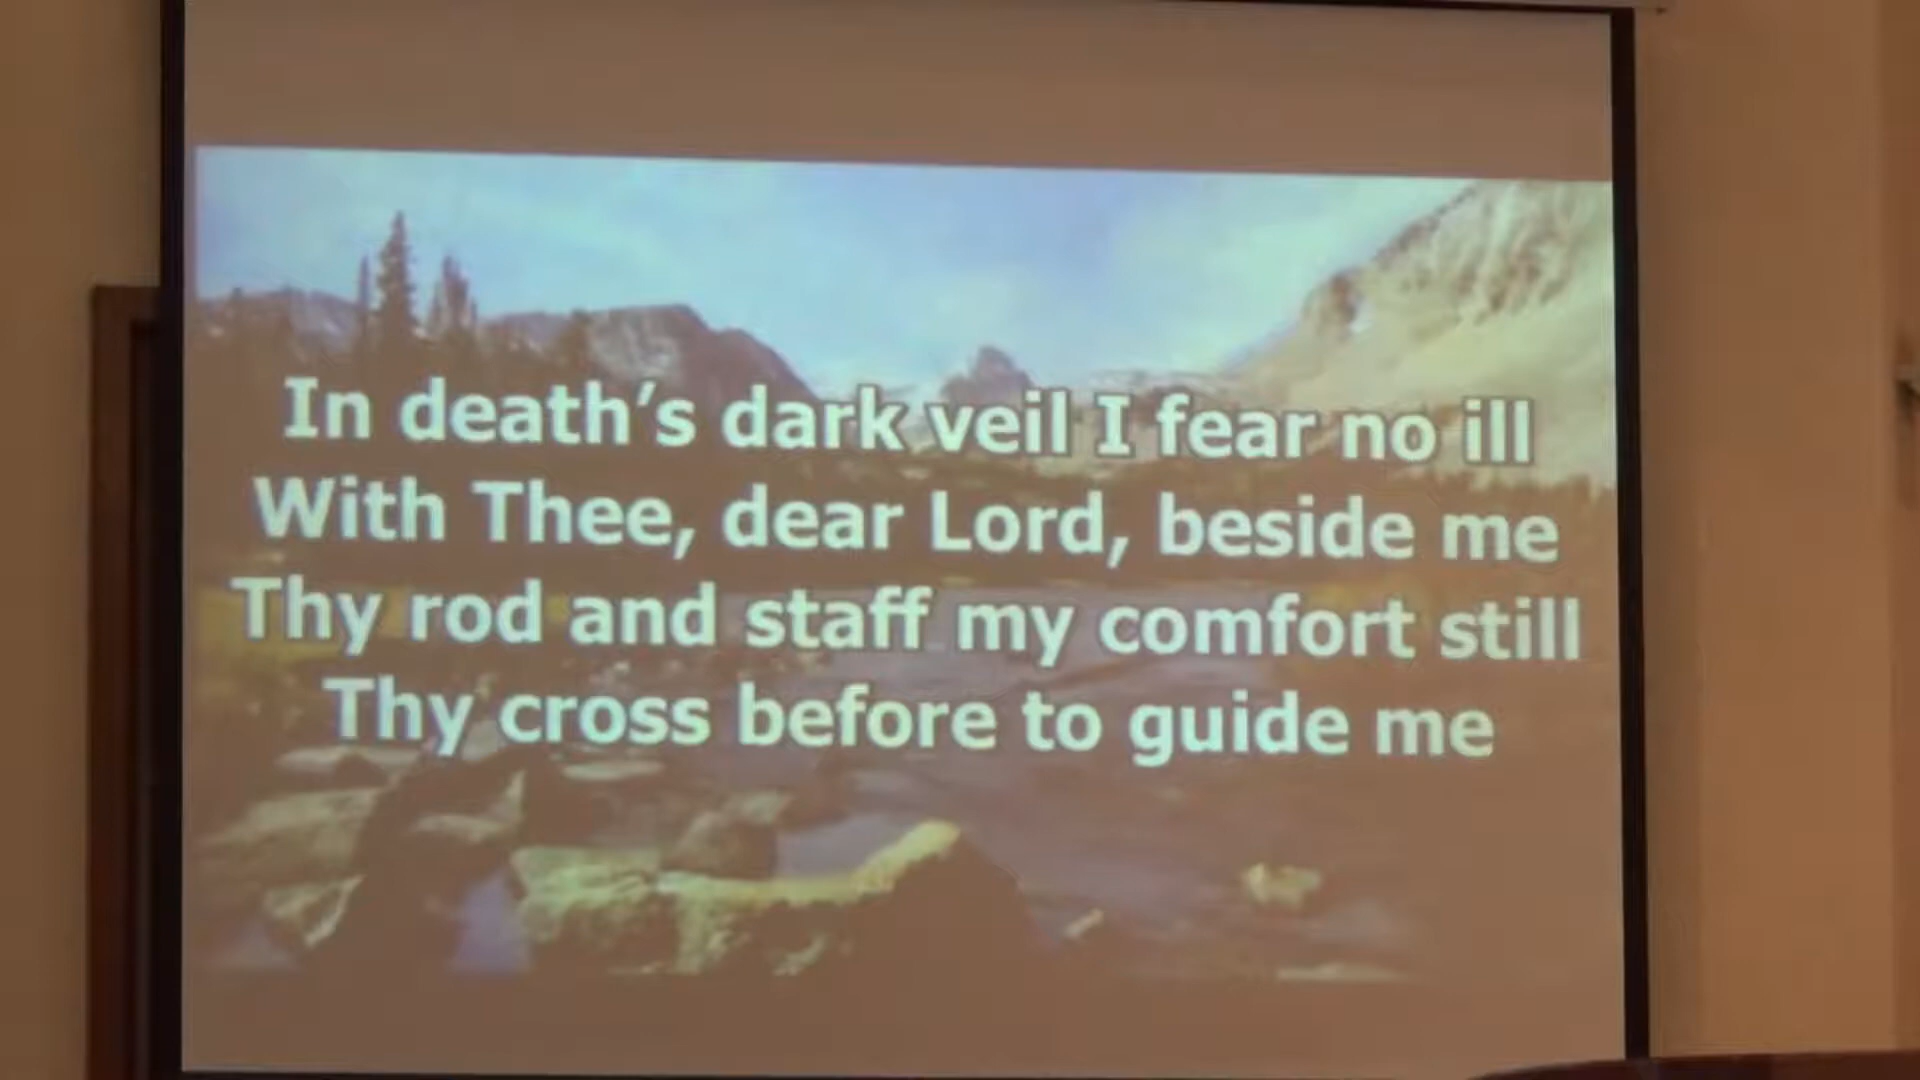 In death's dark veil I fear no ill
With Thee, dear Lord, beside me
Thy rod and staff my comfort still
Thy cross before to guide me